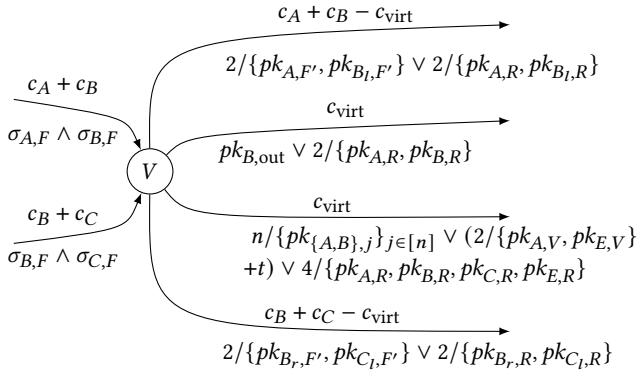 c_A + c_B − c_virt
2/{pk_{A,F′}, pk_{B_l,F′}} ∨ 2/{pk_{A,R}, pk_{B_l,R}}
c_A + c_B
σ_{A,F} ∧ σ_{B,F}
c_virt
pk_{B,out} ∨ 2/{pk_{A,R}, pk_{B,R}}
V
c_B + c_C
σ_{B,F} ∧ σ_{C,F}
c_virt
n/{pk_{{A,B},j}}_{j∈[n]} ∨ (2/{pk_{A,V}, pk_{E,V}}
+t) ∨ 4/{pk_{A,R}, pk_{B,R}, pk_{C,R}, pk_{E,R}}
c_B + c_C − c_virt
2/{pk_{B_r,F′}, pk_{C_l,F′}} ∨ 2/{pk_{B_r,R}, pk_{C_l,R}}